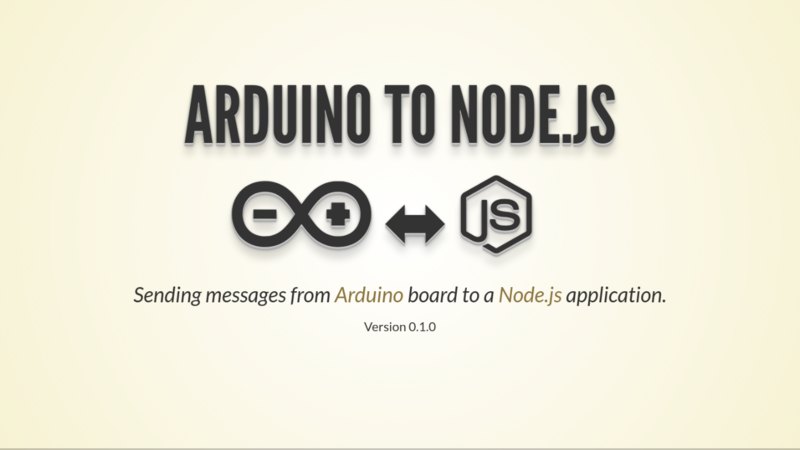 ARDUINO TO NODE.JS
JS
Sending messages from Arduino board to a Node.js application.
Version 0.1.0